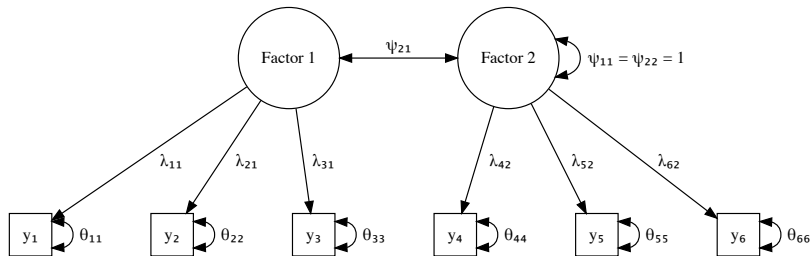 Factor 1
ψ₂₁
Factor 2
ψ₁₁ = ψ₂₂ = 1
λ₁₁
λ₂₁
λ₃₁
λ₄₂
λ₅₂
λ₆₂
y₁
θ₁₁
y₂
θ₂₂
y₃
θ₃₃
y₄
θ₄₄
y₅
θ₅₅
y₆
θ₆₆